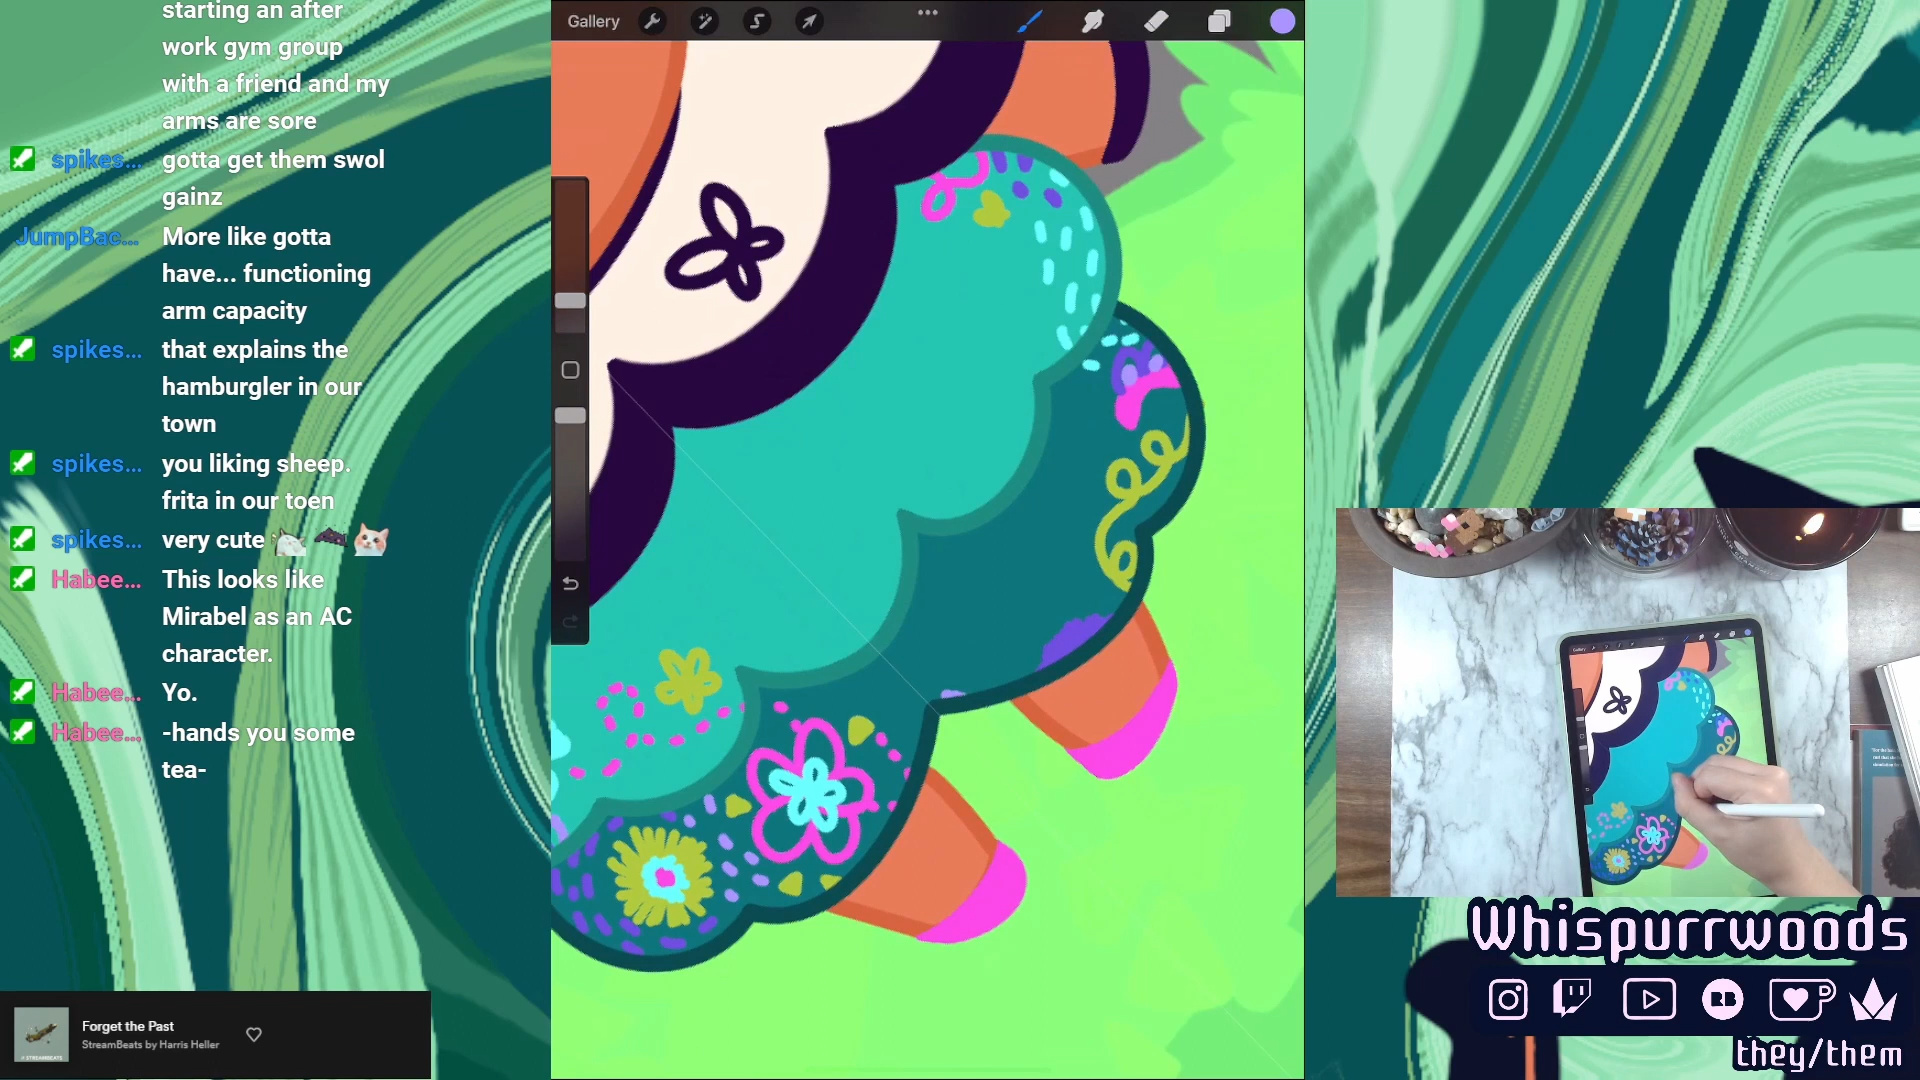 starting an after
work gym group
with a friend and my
arms are sore
spikes... gotta get them swol
gainz
JumpBac... More like gotta
have... functioning
arm capacity
spikes... that explains the
hamburgler in our
town
spikes... you liking sheep.
frita in our toen
spikes... very cute
Habee... This looks like
Mirabel as an AC
character.
Habee... Yo.
Habee... -hands you some
tea-
Forget the Past
StreamBeats by Harris Heller
Gallery
Whispurrwoods
RB
they/them